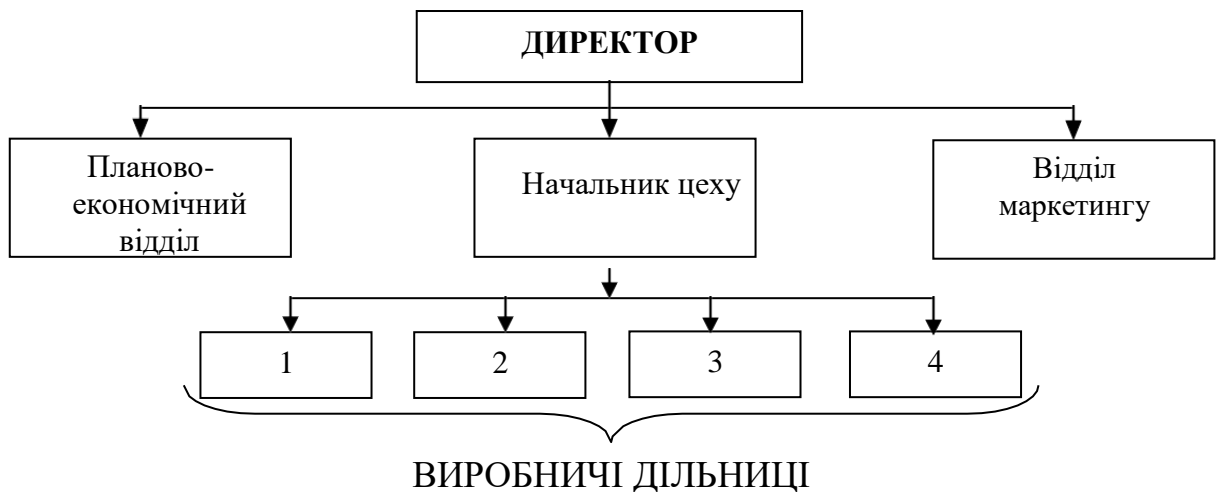 ДИРЕКТОР
Планово-
економічний
відділ
Начальник цеху
Відділ
маркетингу
1
2
3
4
ВИРОБНИЧІ ДІЛЬНИЦІ